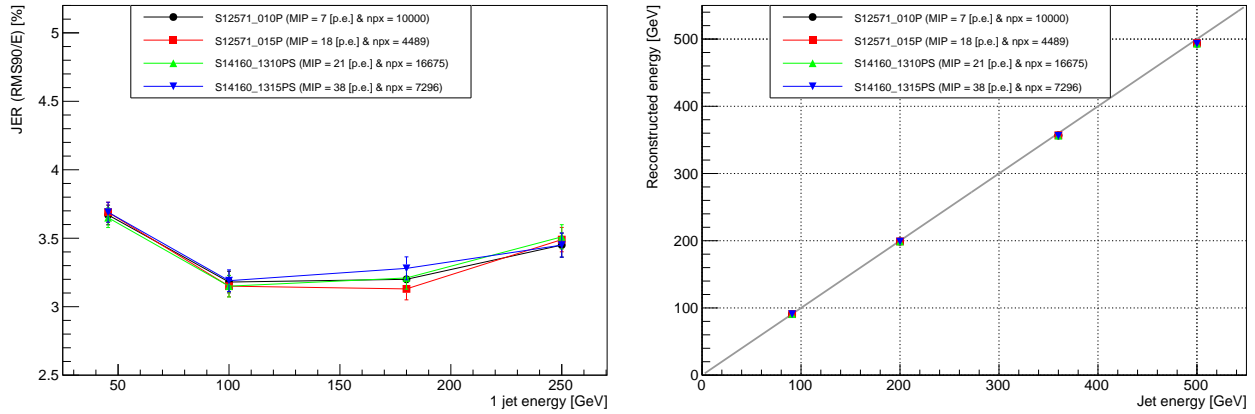 JER (RMS90/E) [%]
5
4.5
4
3.5
3
2.5
50
100
150
200
250
1 jet energy [GeV]
S12571_010P (MIP = 7 [p.e.] & npx = 10000)
S12571_015P (MIP = 18 [p.e.] & npx = 4489)
S14160_1310PS (MIP = 21 [p.e.] & npx = 16675)
S14160_1315PS (MIP = 38 [p.e.] & npx = 7296)
Reconstructed energy [GeV]
500
400
300
200
100
0
0
100
200
300
400
500
Jet energy [GeV]
S12571_010P (MIP = 7 [p.e.] & npx = 10000)
S12571_015P (MIP = 18 [p.e.] & npx = 4489)
S14160_1310PS (MIP = 21 [p.e.] & npx = 16675)
S14160_1315PS (MIP = 38 [p.e.] & npx = 7296)